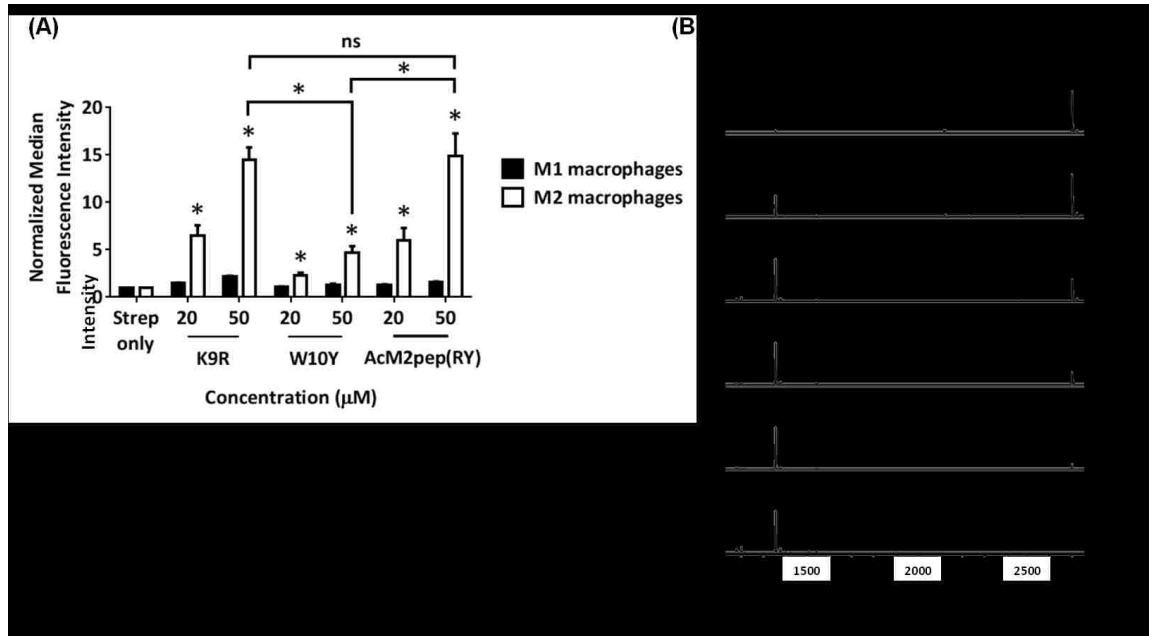 (A)
(B)
ns
*
*
*
*
*
*
*
*
20
15
10
5
0
Normalized Median
Fluorescence Intensity
Intensity
M1 macrophages
M2 macrophages
Strep
only
20 50 20 50 20 50
K9R W10Y AcM2pep(RY)
Concentration (µM)
1500 2000 2500